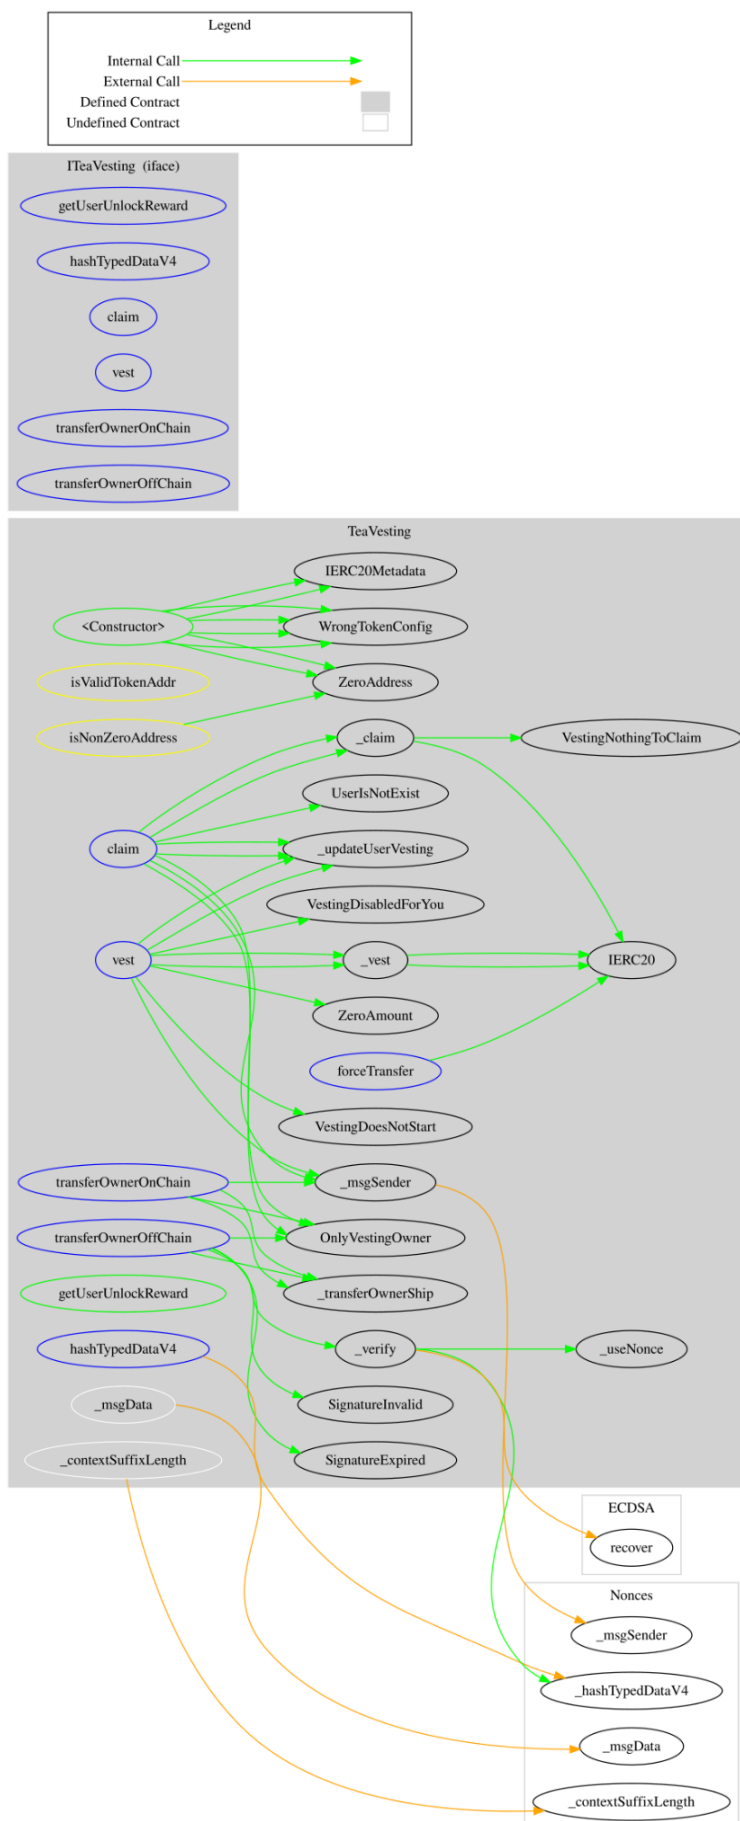 Legend
Internal Call
External Call
Defined Contract
Undefined Contract
ITeaVesting (iface)
getUserUnlockReward
hashTypedDataV4
claim
vest
transferOwnerOnChain
transferOwnerOffChain
TeaVesting
IERC20Metadata
<Constructor>
WrongTokenConfig
isValidTokenAddr
ZeroAddress
isNonZeroAddress
_claim
VestingNothingToClaim
UserIsNotExist
claim
_updateUserVesting
VestingDisabledForYou
vest
_vest
IERC20
ZeroAmount
forceTransfer
VestingDoesNotStart
transferOwnerOnChain
_msgSender
transferOwnerOffChain
OnlyVestingOwner
getUserUnlockReward
_transferOwnerShip
hashTypedDataV4
_verify
_useNonce
_msgData
SignatureInvalid
_contextSuffixLength
SignatureExpired
ECDSA
recover
Nonces
_msgSender
_hashTypedDataV4
_msgData
_contextSuffixLength